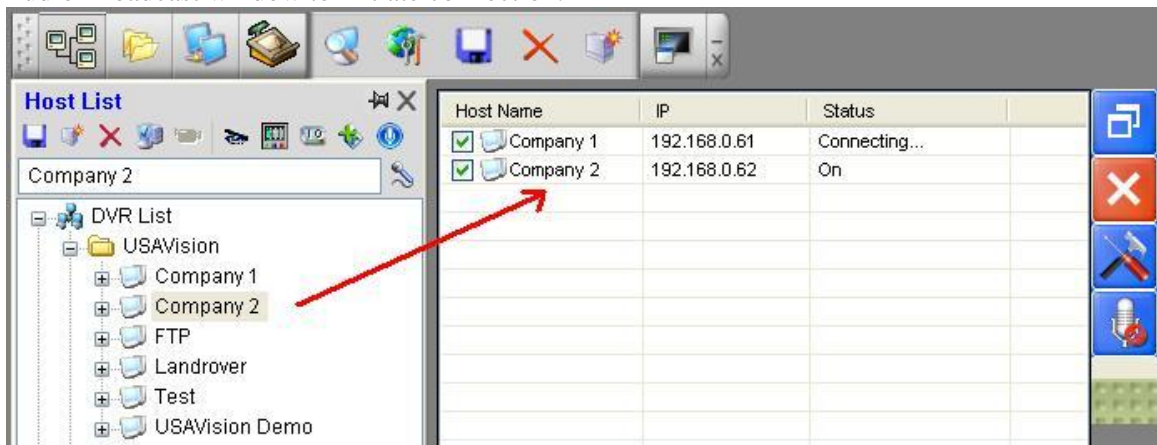 Host List
Company 2
DVR List
USAVision
Company 1
Company 2
FTP
Landrover
Test
USAVision Demo
Host Name IP Status
Company 1 192.168.0.61 Connecting...
Company 2 192.168.0.62 On